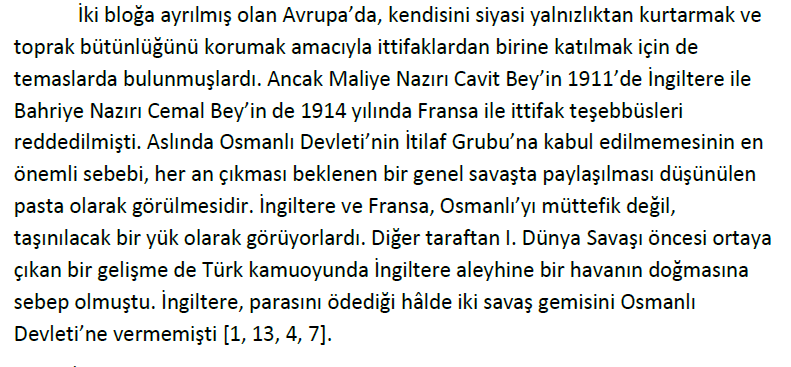 İki bloğa ayrılmış olan Avrupa’da, kendisini siyasi yalnızlıktan kurtarmak ve
toprak bütünlüğünü korumak amacıyla ittifaklardan birine katılmak için de
temaslarda bulunmuşlardı. Ancak Maliye Nazırı Cavit Bey’in 1911’de İngiltere ile
Bahriye Nazırı Cemal Bey’in de 1914 yılında Fransa ile ittifak teşebbüsleri
reddedilmişti. Aslında Osmanlı Devleti’nin İtilaf Grubu’na kabul edilmemesinin en
önemli sebebi, her an çıkması beklenen bir genel savaşta paylaşılması düşünülen
pasta olarak görülmesidir. İngiltere ve Fransa, Osmanlı’yı müttefik değil,
taşınılacak bir yük olarak görüyorlardı. Diğer taraftan I. Dünya Savaşı öncesi ortaya
çıkan bir gelişme de Türk kamuoyunda İngiltere aleyhine bir havanın doğmasına
sebep olmuştu. İngiltere, parasını ödediği hâlde iki savaş gemisini Osmanlı
Devleti’ne vermemişti [1, 13, 4, 7].